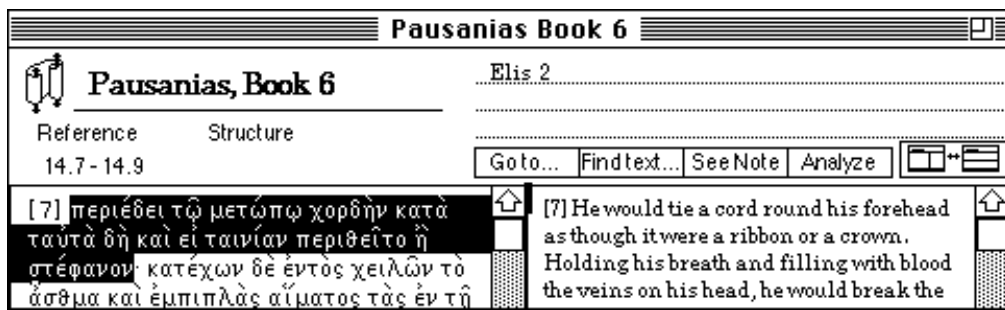 Pausanias Book 6
Pausanias, Book 6
Elis 2
Reference Structure
14.7 - 14.9
Go to... Find text... See Note Analyze
[7] περιέδει τῷ μετώπῳ χορδὴν κατὰ
ταὐτὰ δὴ καὶ εἰ ταινίαν περιθεῖτο ἢ
στέφανον· κατέχων δὲ ἐντὸς χειλῶν τὸ
ἆσθμα καὶ ἐμπιπλὰς αἵματος τὰς ἐν τῇ
[7] He would tie a cord round his forehead
as though it were a ribbon or a crown.
Holding his breath and filling with blood
the veins on his head, he would break the